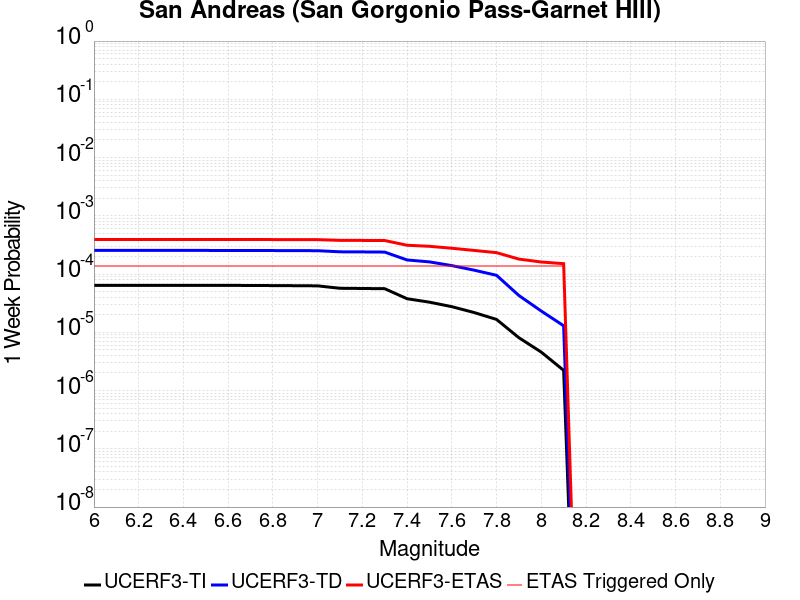 San Andreas (San Gorgonio Pass-Garnet HIll)
10^0
10^-1
10^-2
10^-3
10^-4
10^-5
10^-6
10^-7
10^-8
1 Week Probability
6 6.2 6.4 6.6 6.8 7 7.2 7.4 7.6 7.8 8 8.2 8.4 8.6 8.8 9
Magnitude
UCERF3-TI UCERF3-TD UCERF3-ETAS ETAS Triggered Only